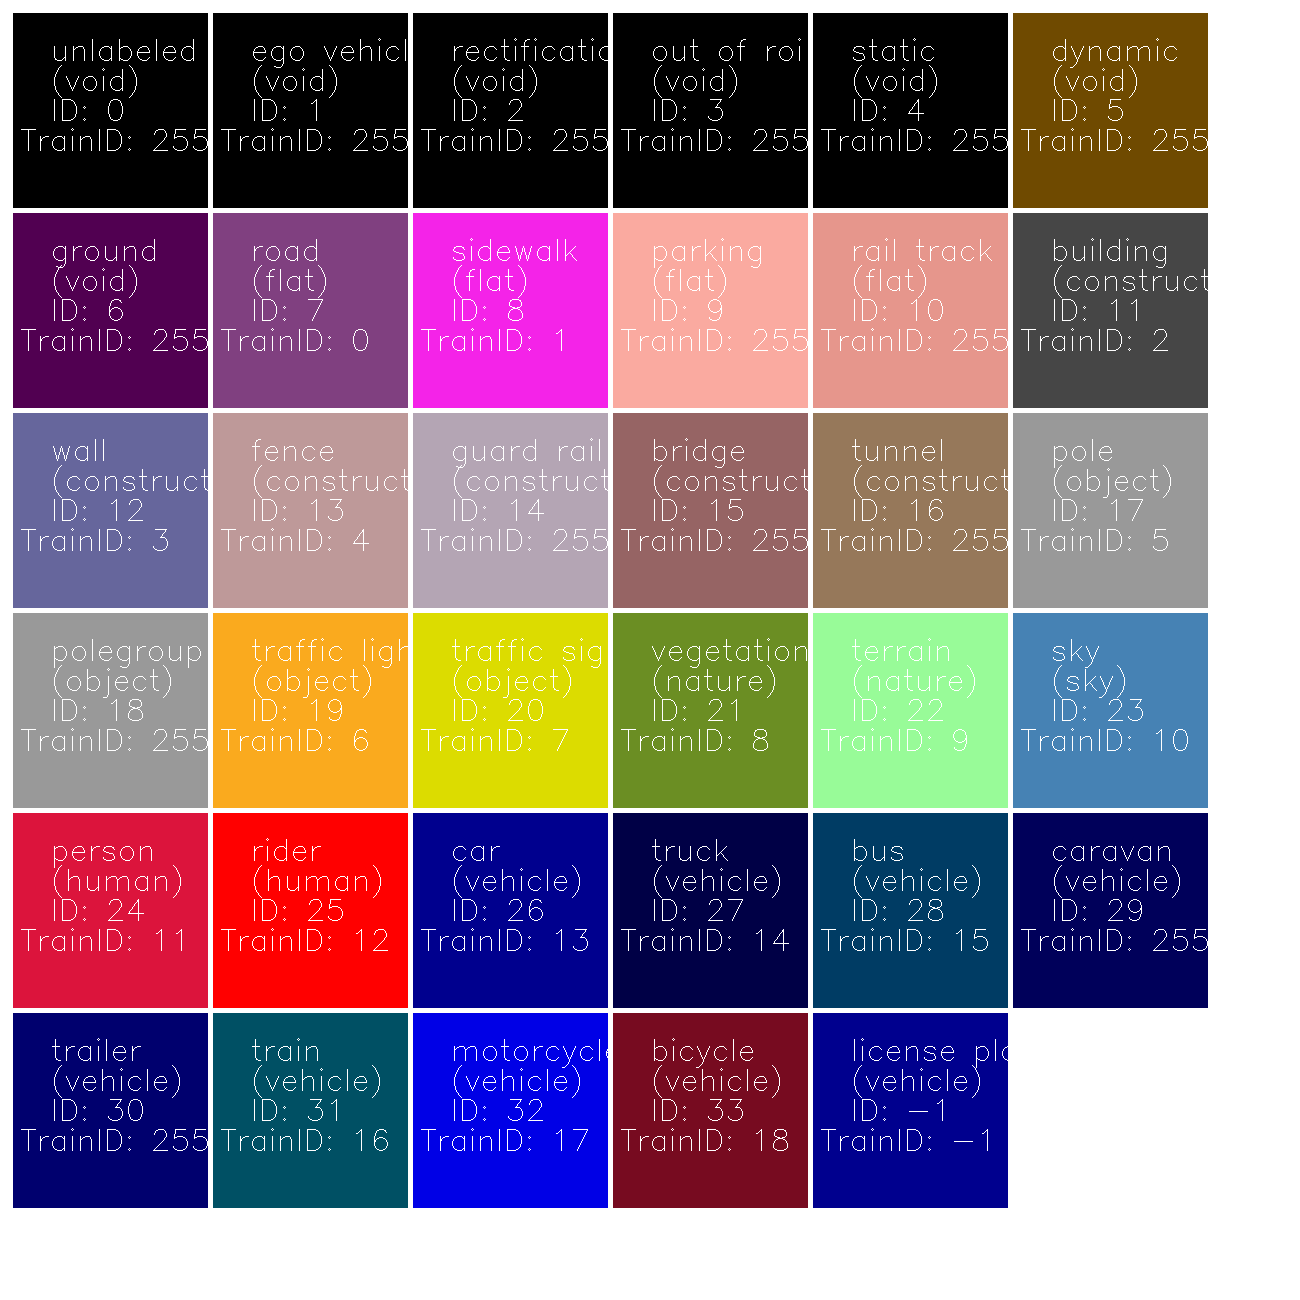 unlabeled
(void)
ID: 0
TrainID: 255
ego vehicl
(void)
ID: 1
TrainID: 255
rectificatio
(void)
ID: 2
TrainID: 255
out of roi
(void)
ID: 3
TrainID: 255
static
(void)
ID: 4
TrainID: 255
dynamic
(void)
ID: 5
TrainID: 255
ground
(void)
ID: 6
TrainID: 255
road
(flat)
ID: 7
TrainID: 0
sidewalk
(flat)
ID: 8
TrainID: 1
parking
(flat)
ID: 9
TrainID: 255
rail track
(flat)
ID: 10
TrainID: 255
building
(construct
ID: 11
TrainID: 2
wall
(construct
ID: 12
TrainID: 3
fence
(construct
ID: 13
TrainID: 4
guard rail
(construct
ID: 14
TrainID: 255
bridge
(construct
ID: 15
TrainID: 255
tunnel
(construct
ID: 16
TrainID: 255
pole
(object)
ID: 17
TrainID: 5
polegroup
(object)
ID: 18
TrainID: 255
traffic ligh
(object)
ID: 19
TrainID: 6
traffic sig
(object)
ID: 20
TrainID: 7
vegetation
(nature)
ID: 21
TrainID: 8
terrain
(nature)
ID: 22
TrainID: 9
sky
(sky)
ID: 23
TrainID: 10
person
(human)
ID: 24
TrainID: 11
rider
(human)
ID: 25
TrainID: 12
car
(vehicle)
ID: 26
TrainID: 13
truck
(vehicle)
ID: 27
TrainID: 14
bus
(vehicle)
ID: 28
TrainID: 15
caravan
(vehicle)
ID: 29
TrainID: 255
trailer
(vehicle)
ID: 30
TrainID: 255
train
(vehicle)
ID: 31
TrainID: 16
motorcycle
(vehicle)
ID: 32
TrainID: 17
bicycle
(vehicle)
ID: 33
TrainID: 18
license pla
(vehicle)
ID: -1
TrainID: -1